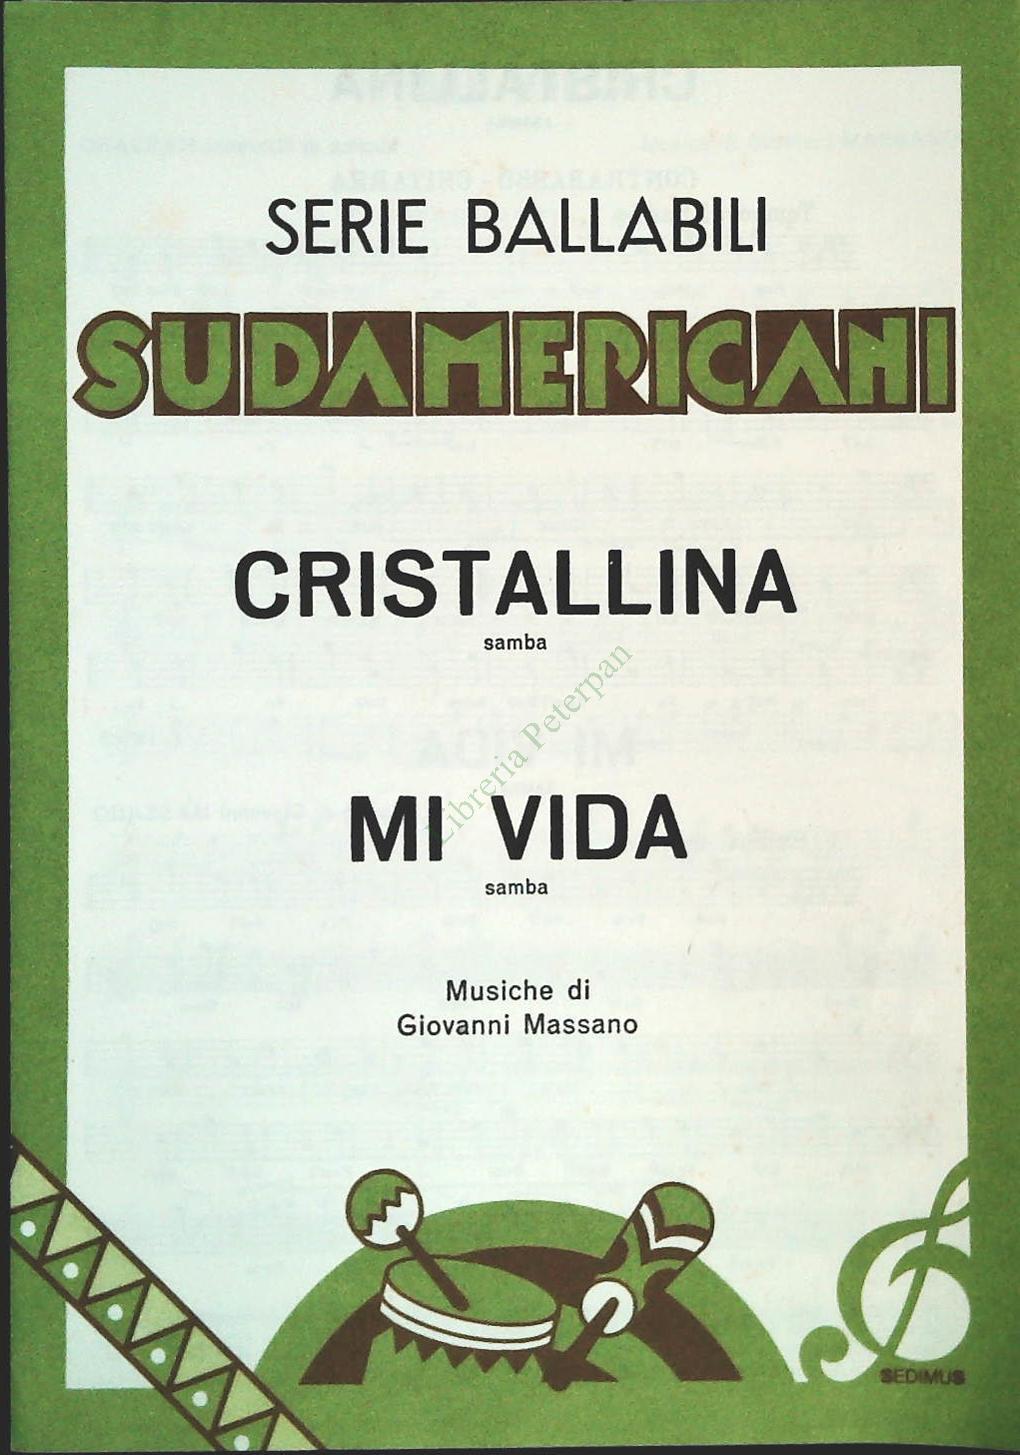 SERIE BALLABILI
SUDAMERICANI
CRISTALLINA
samba
Libreria Peterpan
MI VIDA
samba
Musiche di
Giovanni Massano
SEDIMUS